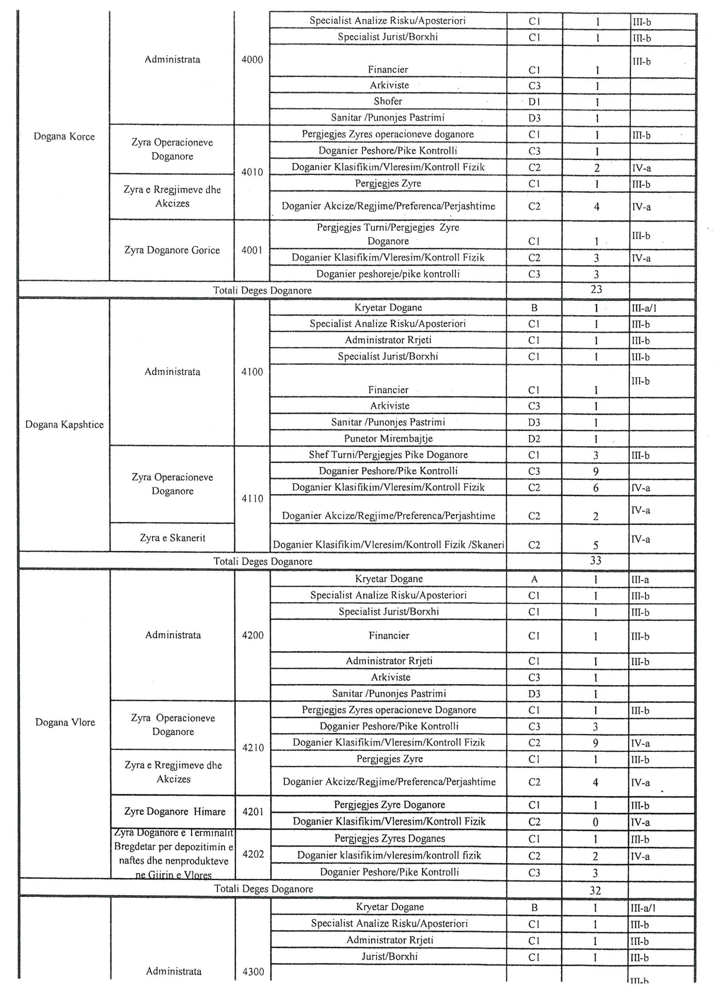 Specialist Analize Risku/Aposteriori C1 1 III-b
Specialist Jurist/Borxhi C1 1 III-b
Administrata 4000
Financier C1 1 III-b
Arkiviste C3 1
Shofer D1 1
Sanitar /Punonjes Pastrimi D3 1
Dogana Korce
Zyra Operacioneve
Doganore
4010
Pergjegjes Zyres operacioneve doganore C1 1 III-b
Doganier Peshore/Pike Kontrolli C3 1
Doganier Klasifikim/Vleresim/Kontroll Fizik C2 2 IV-a
Zyra e Rregjimeve dhe
Akcizes
Pergjegjes Zyre C1 1 III-b
Doganier Akcize/Regjime/Preferenca/Perjashtime C2 4 IV-a
Zyra Doganore Gorice 4001
Pergjegjes Turni/Pergjegjes Zyre
Doganore C1 1 III-b
Doganier Klasifikim/Vleresim/Kontroll Fizik C2 3 IV-a
Doganier peshoreje/pike kontrolli C3 3
Totali Deges Doganore 23
Dogana Kapshtice
Administrata 4100
Kryetar Dogane B 1 III-a/1
Specialist Analize Risku/Aposteriori C1 1 III-b
Administrator Rrjeti C1 1 III-b
Specialist Jurist/Borxhi C1 1 III-b
Financier C1 1 III-b
Arkiviste C3 1
Sanitar /Punonjes Pastrimi D3 1
Punetor Mirembajtje D2 1
Zyra Operacioneve
Doganore
4110
Shef Turni/Pergjegjes Pike Doganore C1 3 III-b
Doganier Peshore/Pike Kontrolli C3 9
Doganier Klasifikim/Vleresim/Kontroll Fizik C2 6 IV-a
Doganier Akcize/Regjime/Preferenca/Perjashtime C2 2 IV-a
Zyra e Skanerit
Doganier Klasifikim/Vleresim/Kontroll Fizik /Skaneri C2 5 IV-a
Totali Deges Doganore 33
Dogana Vlore
Administrata 4200
Kryetar Dogane A 1 III-a
Specialist Analize Risku/Aposteriori C1 1 III-b
Specialist Jurist/Borxhi C1 1 III-b
Financier C1 1 III-b
Administrator Rrjeti C1 1 III-b
Arkiviste C3 1
Sanitar /Punonjes Pastrimi D3 1
Zyra Operacioneve
Doganore
4210
Pergjegjes Zyres operacioneve Doganore C1 1 III-b
Doganier Peshore/Pike Kontrolli C3 3
Doganier Klasifikim/Vleresim/Kontroll Fizik C2 9 IV-a
Zyra e Rregjimeve dhe
Akcizes
Pergjegjes Zyre C1 1 III-b
Doganier Akcize/Regjime/Preferenca/Perjashtime C2 4 IV-a
Zyre Doganore Himare 4201
Pergjegjes Zyre Doganore C1 1 III-b
Doganier Klasifikim/Vleresim/Kontroll Fizik C2 0 IV-a
Zyra Doganore e Terminalit
Bregdetar per depozitimin e
naftes dhe nenprodukteve
ne Gjirin e Vlores
4202
Pergjegjes Zyres Doganes C1 1 III-b
Doganier klasifikim/vleresim/kontroll fizik C2 2 IV-a
Doganier Peshore/Pike Kontrolli C3 3
Totali Deges Doganore 32
Administrata 4300
Kryetar Dogane B 1 III-a/1
Specialist Analize Risku/Aposteriori C1 1 III-b
Administrator Rrjeti C1 1 III-b
Jurist/Borxhi C1 1 III-b
III-b